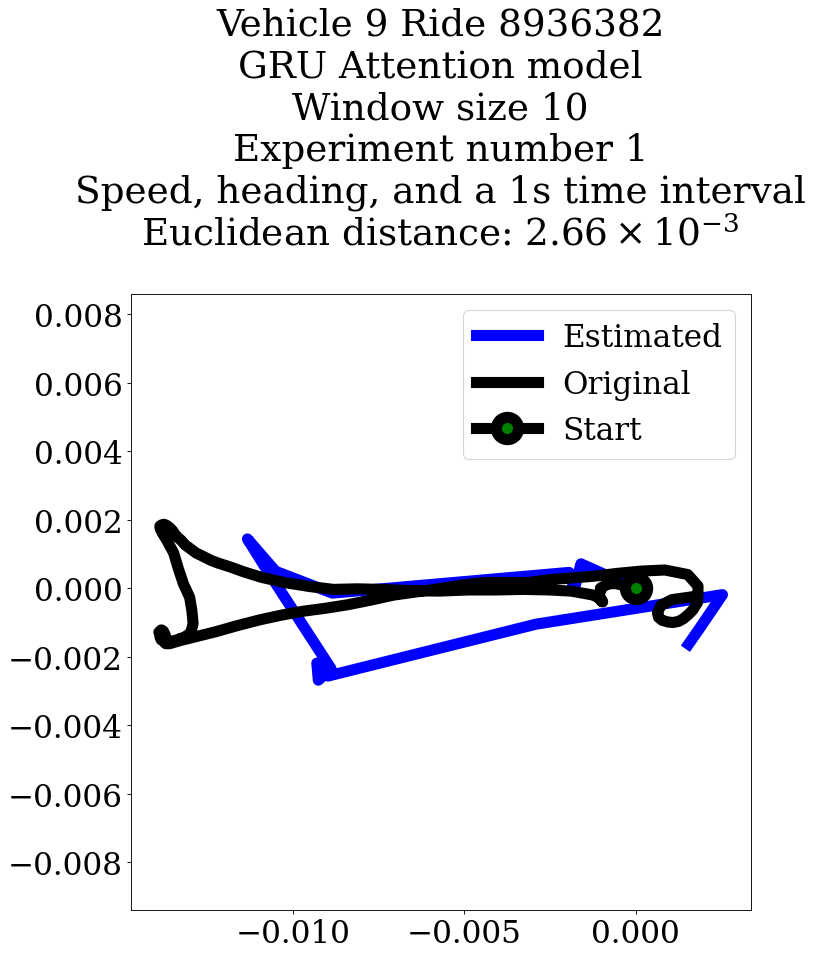 Vehicle 9 Ride 8936382
GRU Attention model
Window size 10
Experiment number 1
Speed, heading, and a 1s time interval
Euclidean distance: 2.66 × 10⁻³
Estimated
Original
Start
0.008
0.006
0.004
0.002
0.000
−0.002
−0.004
−0.006
−0.008
−0.010
−0.005
0.000